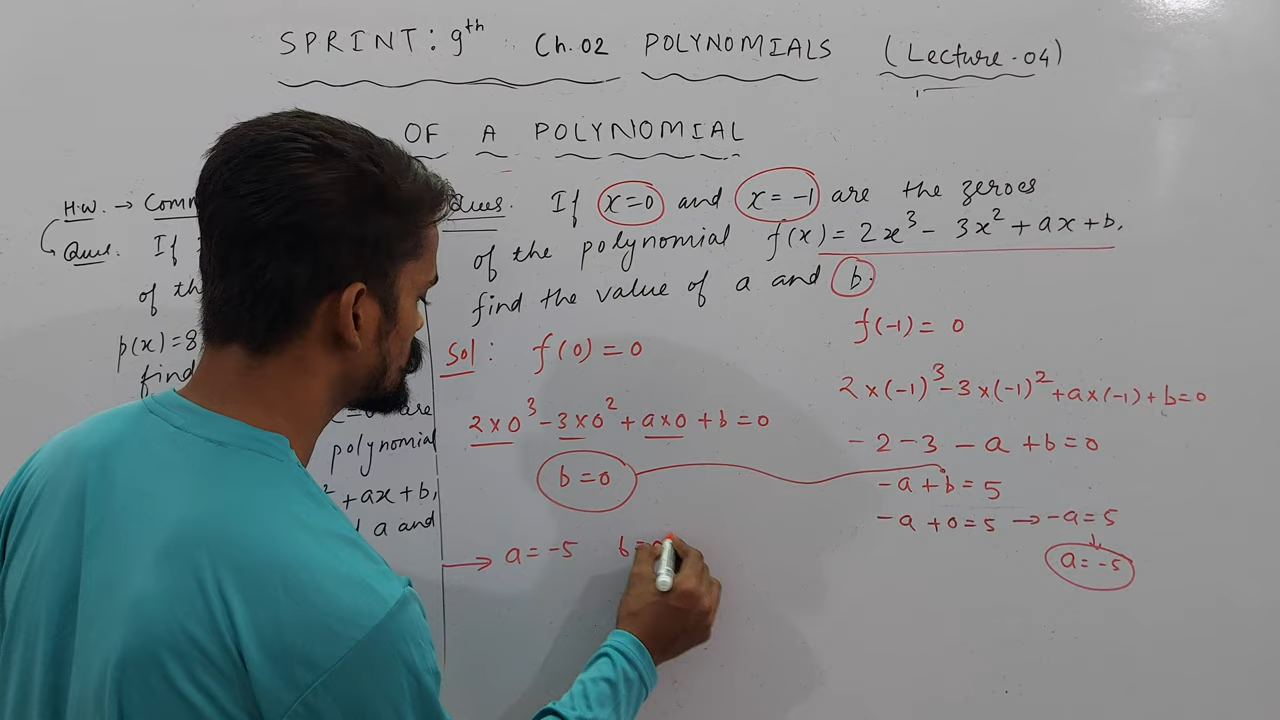 SPRINT: 9th Ch.02 POLYNOMIALS (Lecture-04)
OF A POLYNOMIAL
H.W. →
Ques. If
of
p(x)=8
find
are
polynomial
² + ax + b,
a and
Ques. If x=0 and x=-1 are the zeroes
of the polynomial f(x) = 2x³ - 3x² + ax + b,
find the value of a and b.
Sol: f(0) = 0
2×0³ - 3×0² + a×0 + b = 0
b = 0
→ a = -5 b=
f(-1) = 0
2×(-1)³ - 3×(-1)² + a×(-1) + b = 0
-2 - 3 - a + b = 0
-a + b = 5
-a + 0 = 5 → -a = 5
a = -5